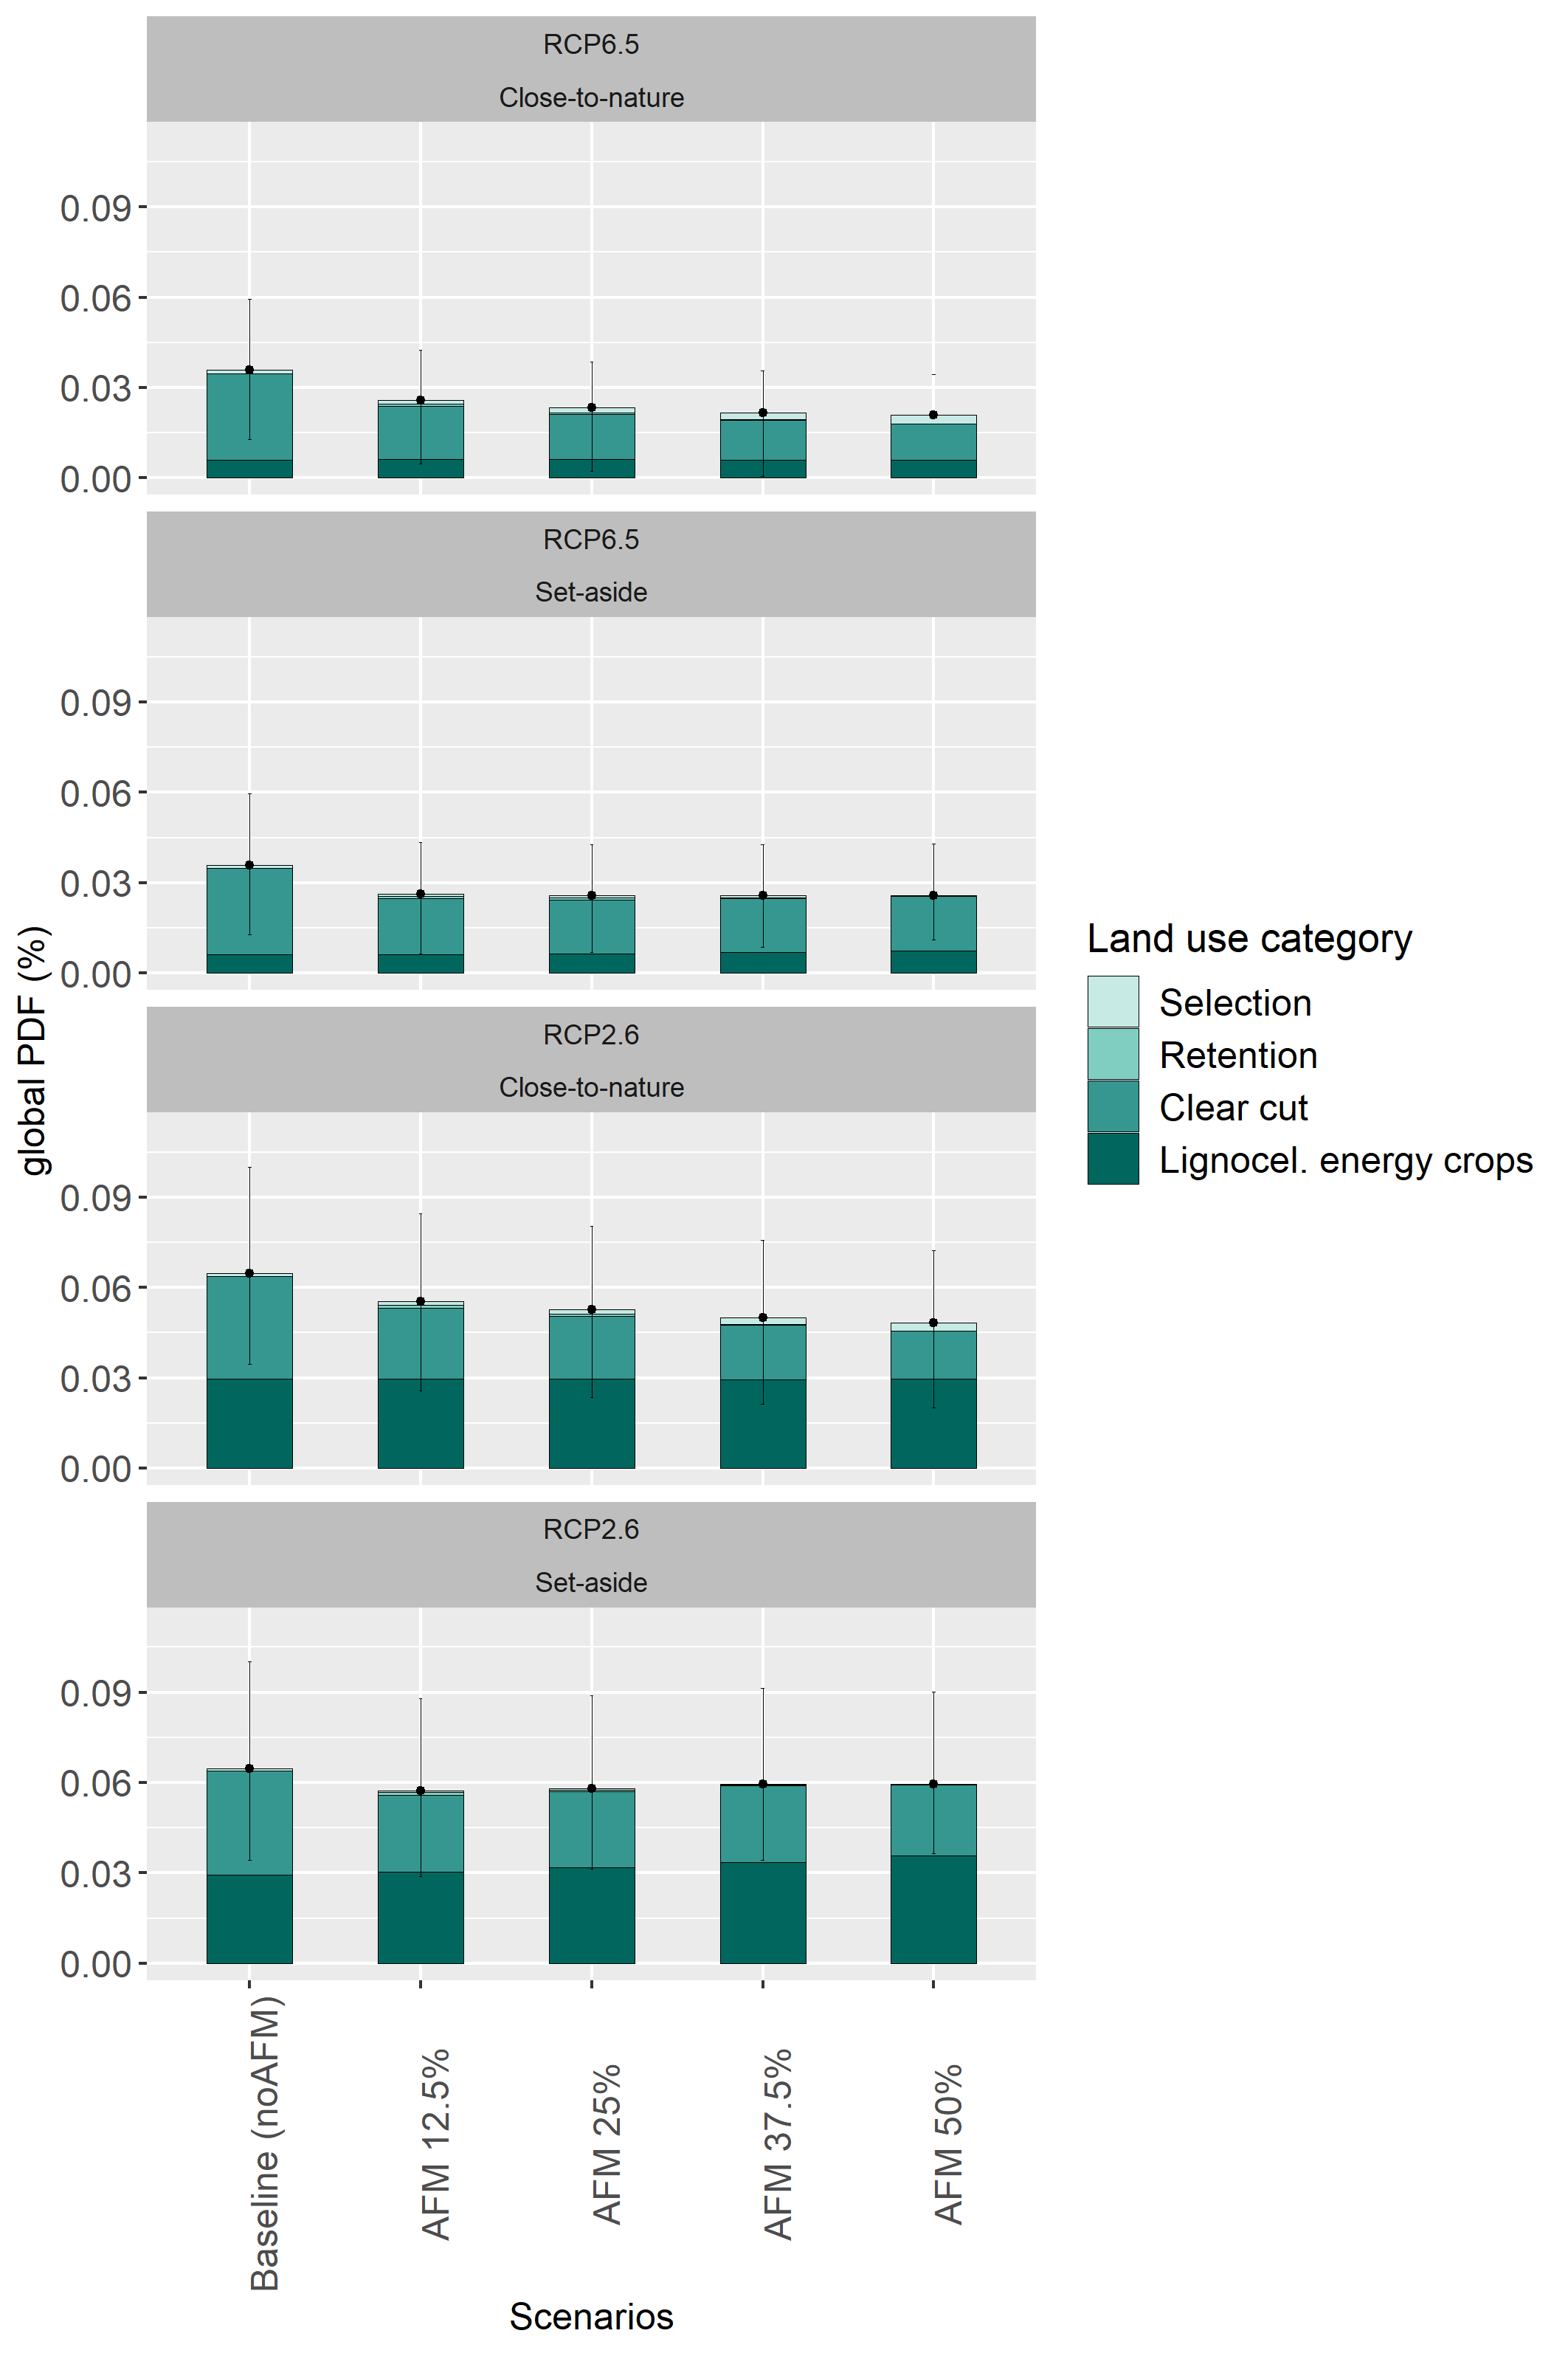 RCP6.5
Close-to-nature
0.09
0.06
0.03
0.00
RCP6.5
Set-aside
0.09
0.06
0.03
0.00
RCP2.6
Close-to-nature
0.09
0.06
0.03
0.00
RCP2.6
Set-aside
0.09
0.06
0.03
0.00
global PDF (%)
Baseline (noAFM)
AFM 12.5%
AFM 25%
AFM 37.5%
AFM 50%
Scenarios
Land use category
Selection
Retention
Clear cut
Lignocel. energy crops